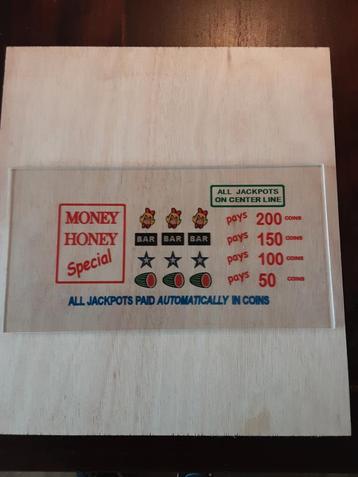 ALL JACKPOTS
ON CENTER LINE
MONEY
HONEY
Special
pays 200 COINS
BAR BAR BAR pays 150 COINS
pays 100 COINS
pays 50 COINS
ALL JACKPOTS PAID AUTOMATICALLY IN COINS